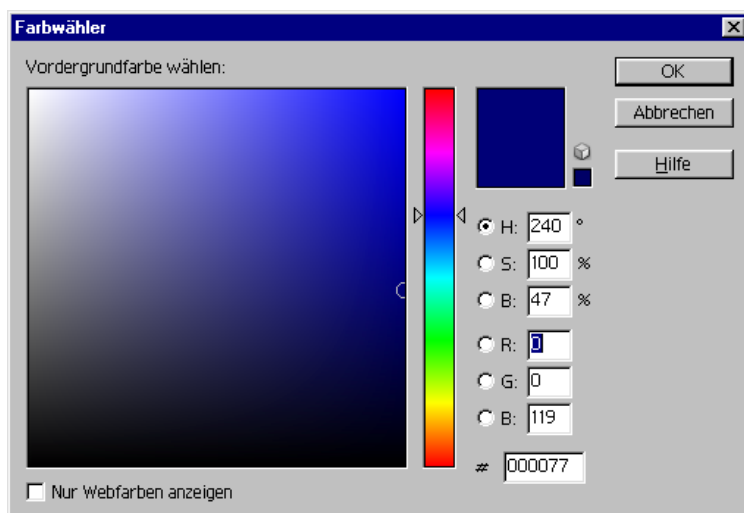 Farbwähler
Vordergrundfarbe wählen:
OK
Abbrechen
Hilfe
H: 240 °
S: 100 %
B: 47 %
R: 0
G: 0
B: 119
# 000077
Nur Webfarben anzeigen